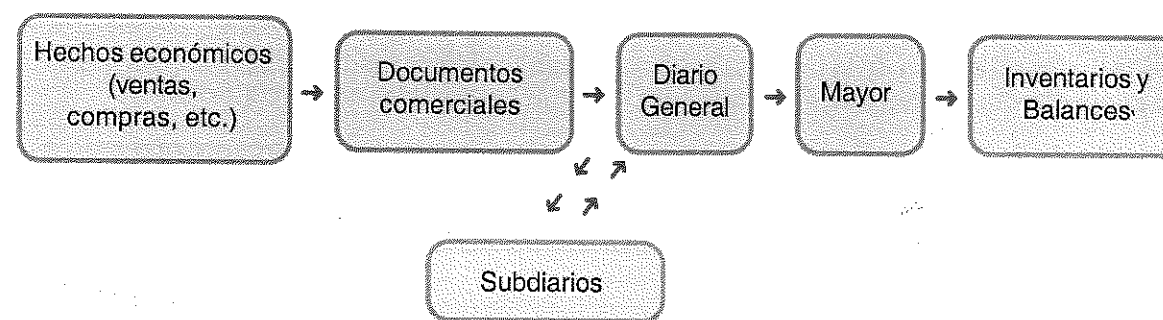 Hechos económicos
(ventas,
compras, etc.)
→
Documentos
comerciales
→
Diario
General
→
Mayor
→
Inventarios y
Balances
Subdiarios